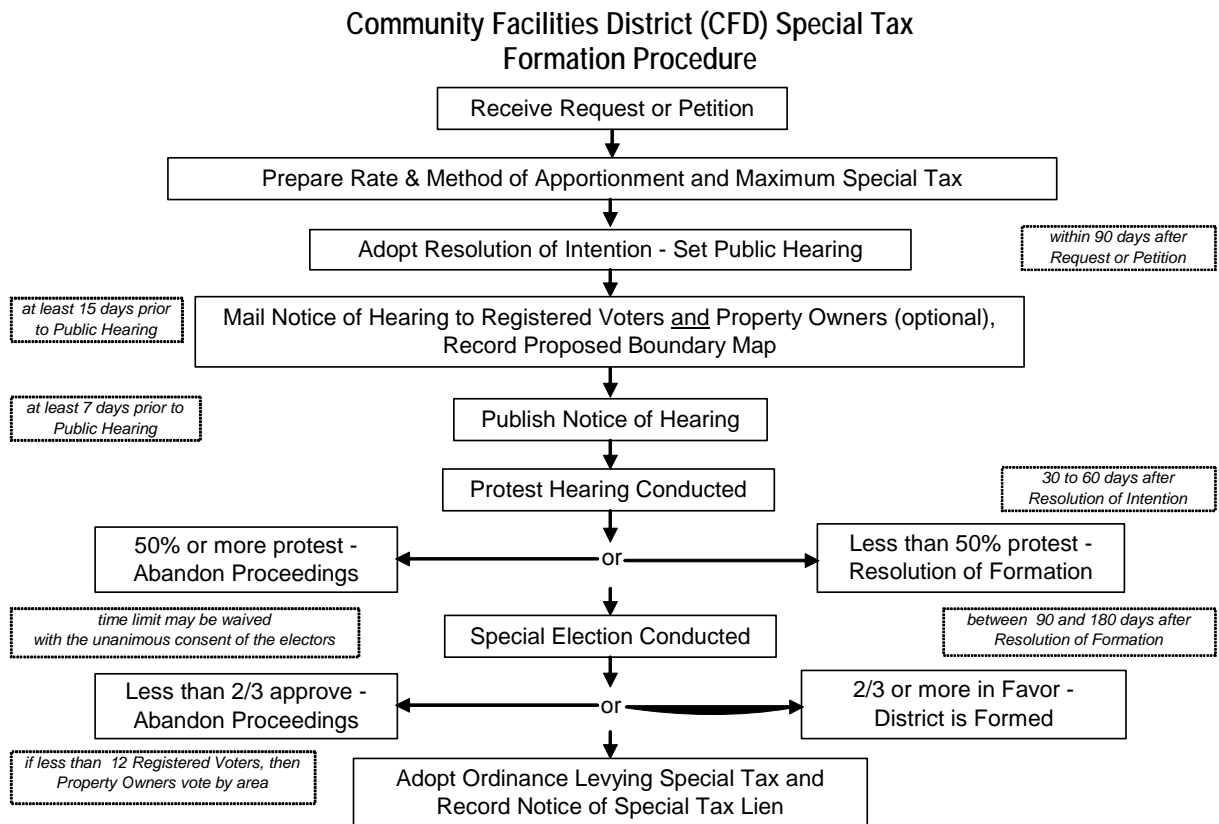 Community Facilities District (CFD) Special Tax
Formation Procedure
Receive Request or Petition
Prepare Rate & Method of Apportionment and Maximum Special Tax
Adopt Resolution of Intention - Set Public Hearing
within 90 days after
Request or Petition
at least 15 days prior
to Public Hearing
Mail Notice of Hearing to Registered Voters and Property Owners (optional),
Record Proposed Boundary Map
at least 7 days prior to
Public Hearing
Publish Notice of Hearing
Protest Hearing Conducted
30 to 60 days after
Resolution of Intention
50% or more protest -
Abandon Proceedings
or
Less than 50% protest -
Resolution of Formation
time limit may be waived
with the unanimous consent of the electors
Special Election Conducted
between 90 and 180 days after
Resolution of Formation
Less than 2/3 approve -
Abandon Proceedings
or
2/3 or more in Favor -
District is Formed
if less than 12 Registered Voters, then
Property Owners vote by area
Adopt Ordinance Levying Special Tax and
Record Notice of Special Tax Lien